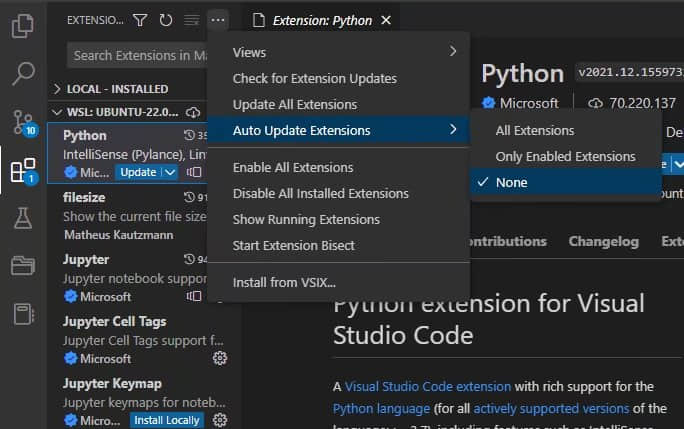 EXTENSIO...
Extension: Python
Search Extensions in Ma
LOCAL - INSTALLED
WSL: UBUNTU-22.0...
Python
IntelliSense (Pylance), Lin
Mic... Update
filesize
Show the current file size
Matheus Kautzmann
Jupyter
Jupyter notebook suppor
Microsoft
Jupyter Cell Tags
Jupyter Cell Tags support f...
Microsoft
Jupyter Keymap
Jupyter keymaps for noteb...
Micro... Install Locally
10
1
Views
Check for Extension Updates
Update All Extensions
Auto Update Extensions
Enable All Extensions
Disable All Installed Extensions
Show Running Extensions
Start Extension Bisect
Install from VSIX...
All Extensions
Only Enabled Extensions
None
Python v2021.12.155973
Microsoft 70.220.137
Changelog
Python extension for Visual
Studio Code
A Visual Studio Code extension with rich support for the
Python language (for all actively supported versions of the